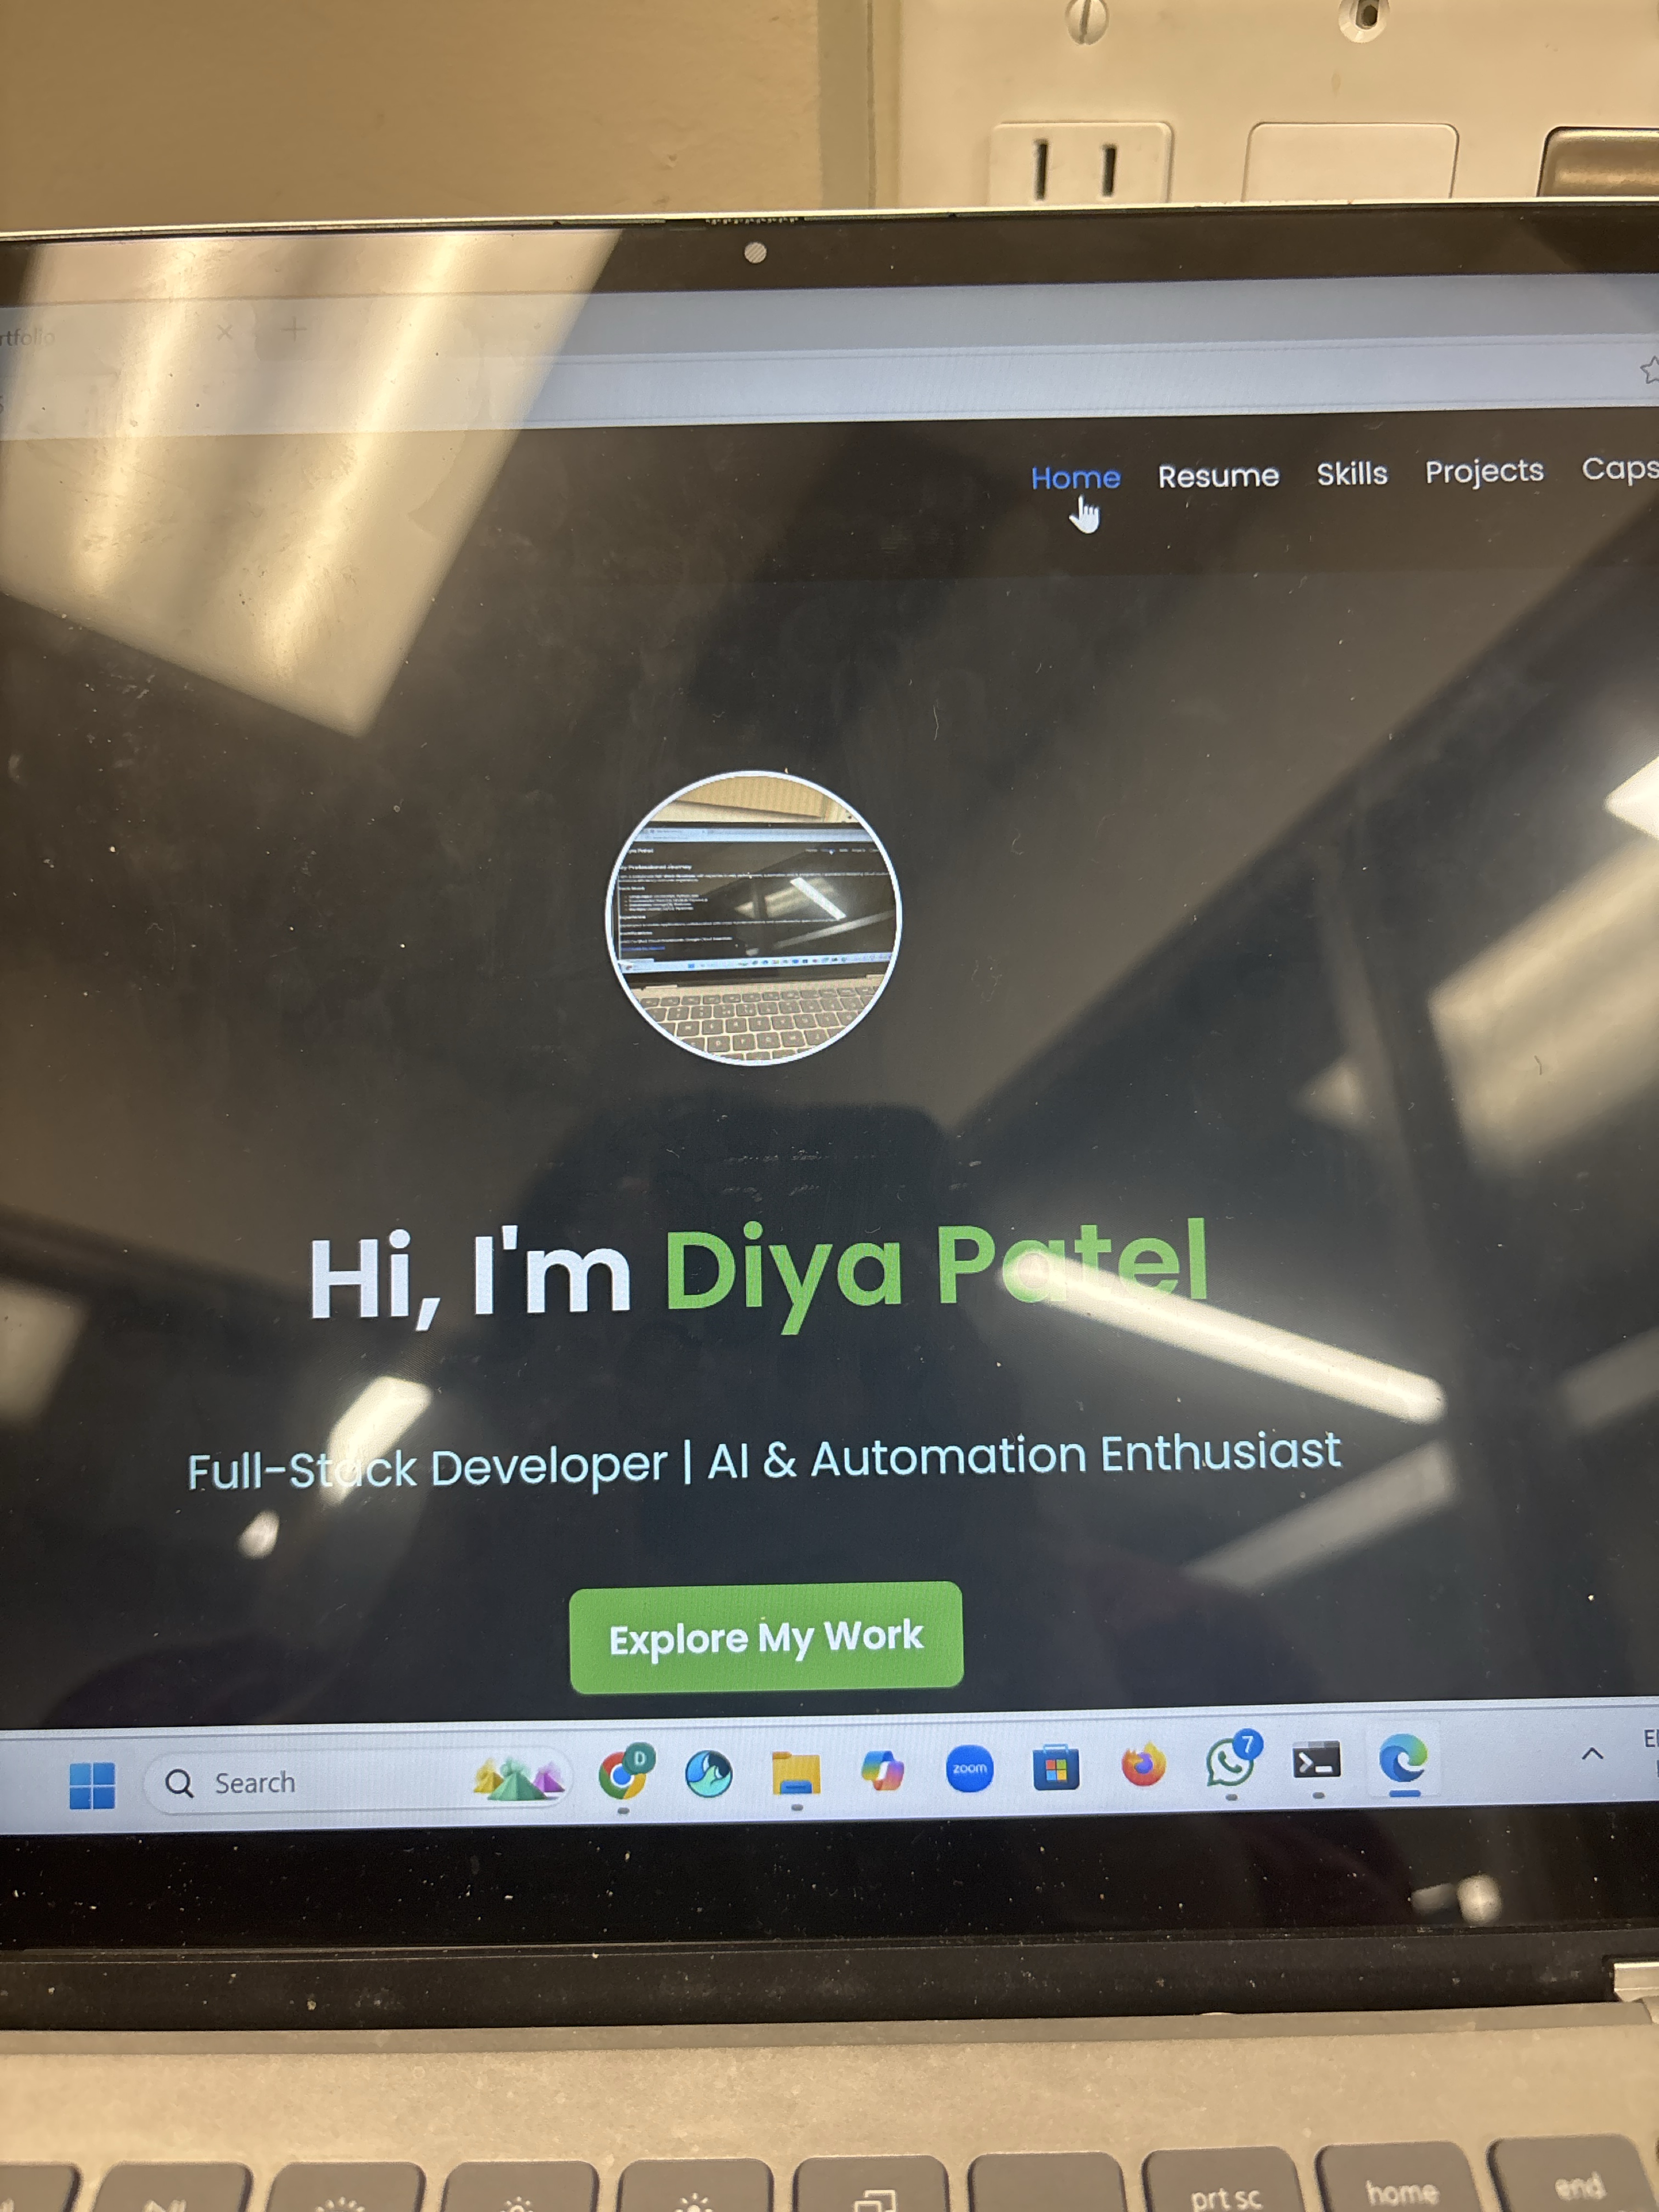 rtfolio
Home Resume Skills Projects Caps
Hi, I'm Diya Patel
Full-Stack Developer | AI & Automation Enthusiast
Explore My Work
Search
D
zoom
7
prt sc
home
end